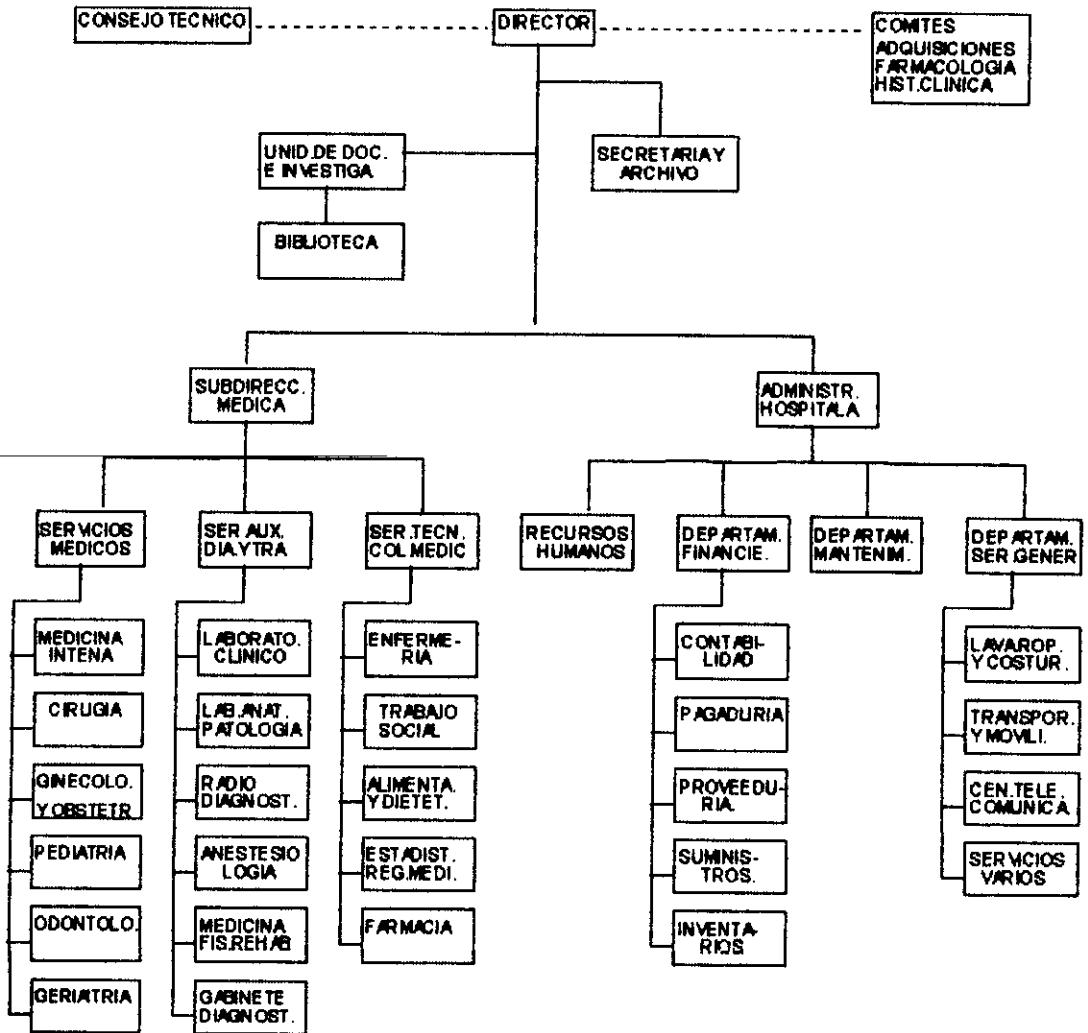 CONSEJO TECNICO
DIRECTOR
COMITES
ADQUISICIONES
FARMACOLOGIA
HIST.CLINICA
UNID.DE DOC.
E INVESTIGA
SECRETARIA Y
ARCHIVO
BIBLIOTECA
SUBDIRECC.
MEDICA
ADMINISTR.
HOSPITALA
SERVICIOS
MEDICOS
SER AUX.
DIA.Y TRA
SER.TECN.
COL.MEDIC
RECURSOS
HUMANOS
DEPARTAM.
FINANCIE.
DEPARTAM.
MANTENIM.
DEPARTAM.
SER.GENER
MEDICINA
INTENA
CIRUGIA
GINECOLO.
Y OBSTETR
PEDIATRIA
ODONTOLO.
GERIATRIA
LABORATO.
CLINICO
LAB.ANAT.
PATOLOGIA
RADIO
DIAGNOST.
ANESTESIO
LOGIA
MEDICINA
FIS.REHAB
GABINETE
DIAGNOST.
ENFERME-
RIA
TRABAJO
SOCIAL
ALIMENTA.
Y DIETET.
ESTADIST.
REG.MEDI.
FARMACIA
CONTABI-
LIDAD
PAGADURIA
PROVEEDU-
RIA.
SUMINIS-
TROS.
INVENTA-
RIOS
LAVAROP.
Y COSTUR.
TRANSPOR.
Y MOVILI.
CEN.TELE.
COMUNICA
SERVICIOS
VARIOS